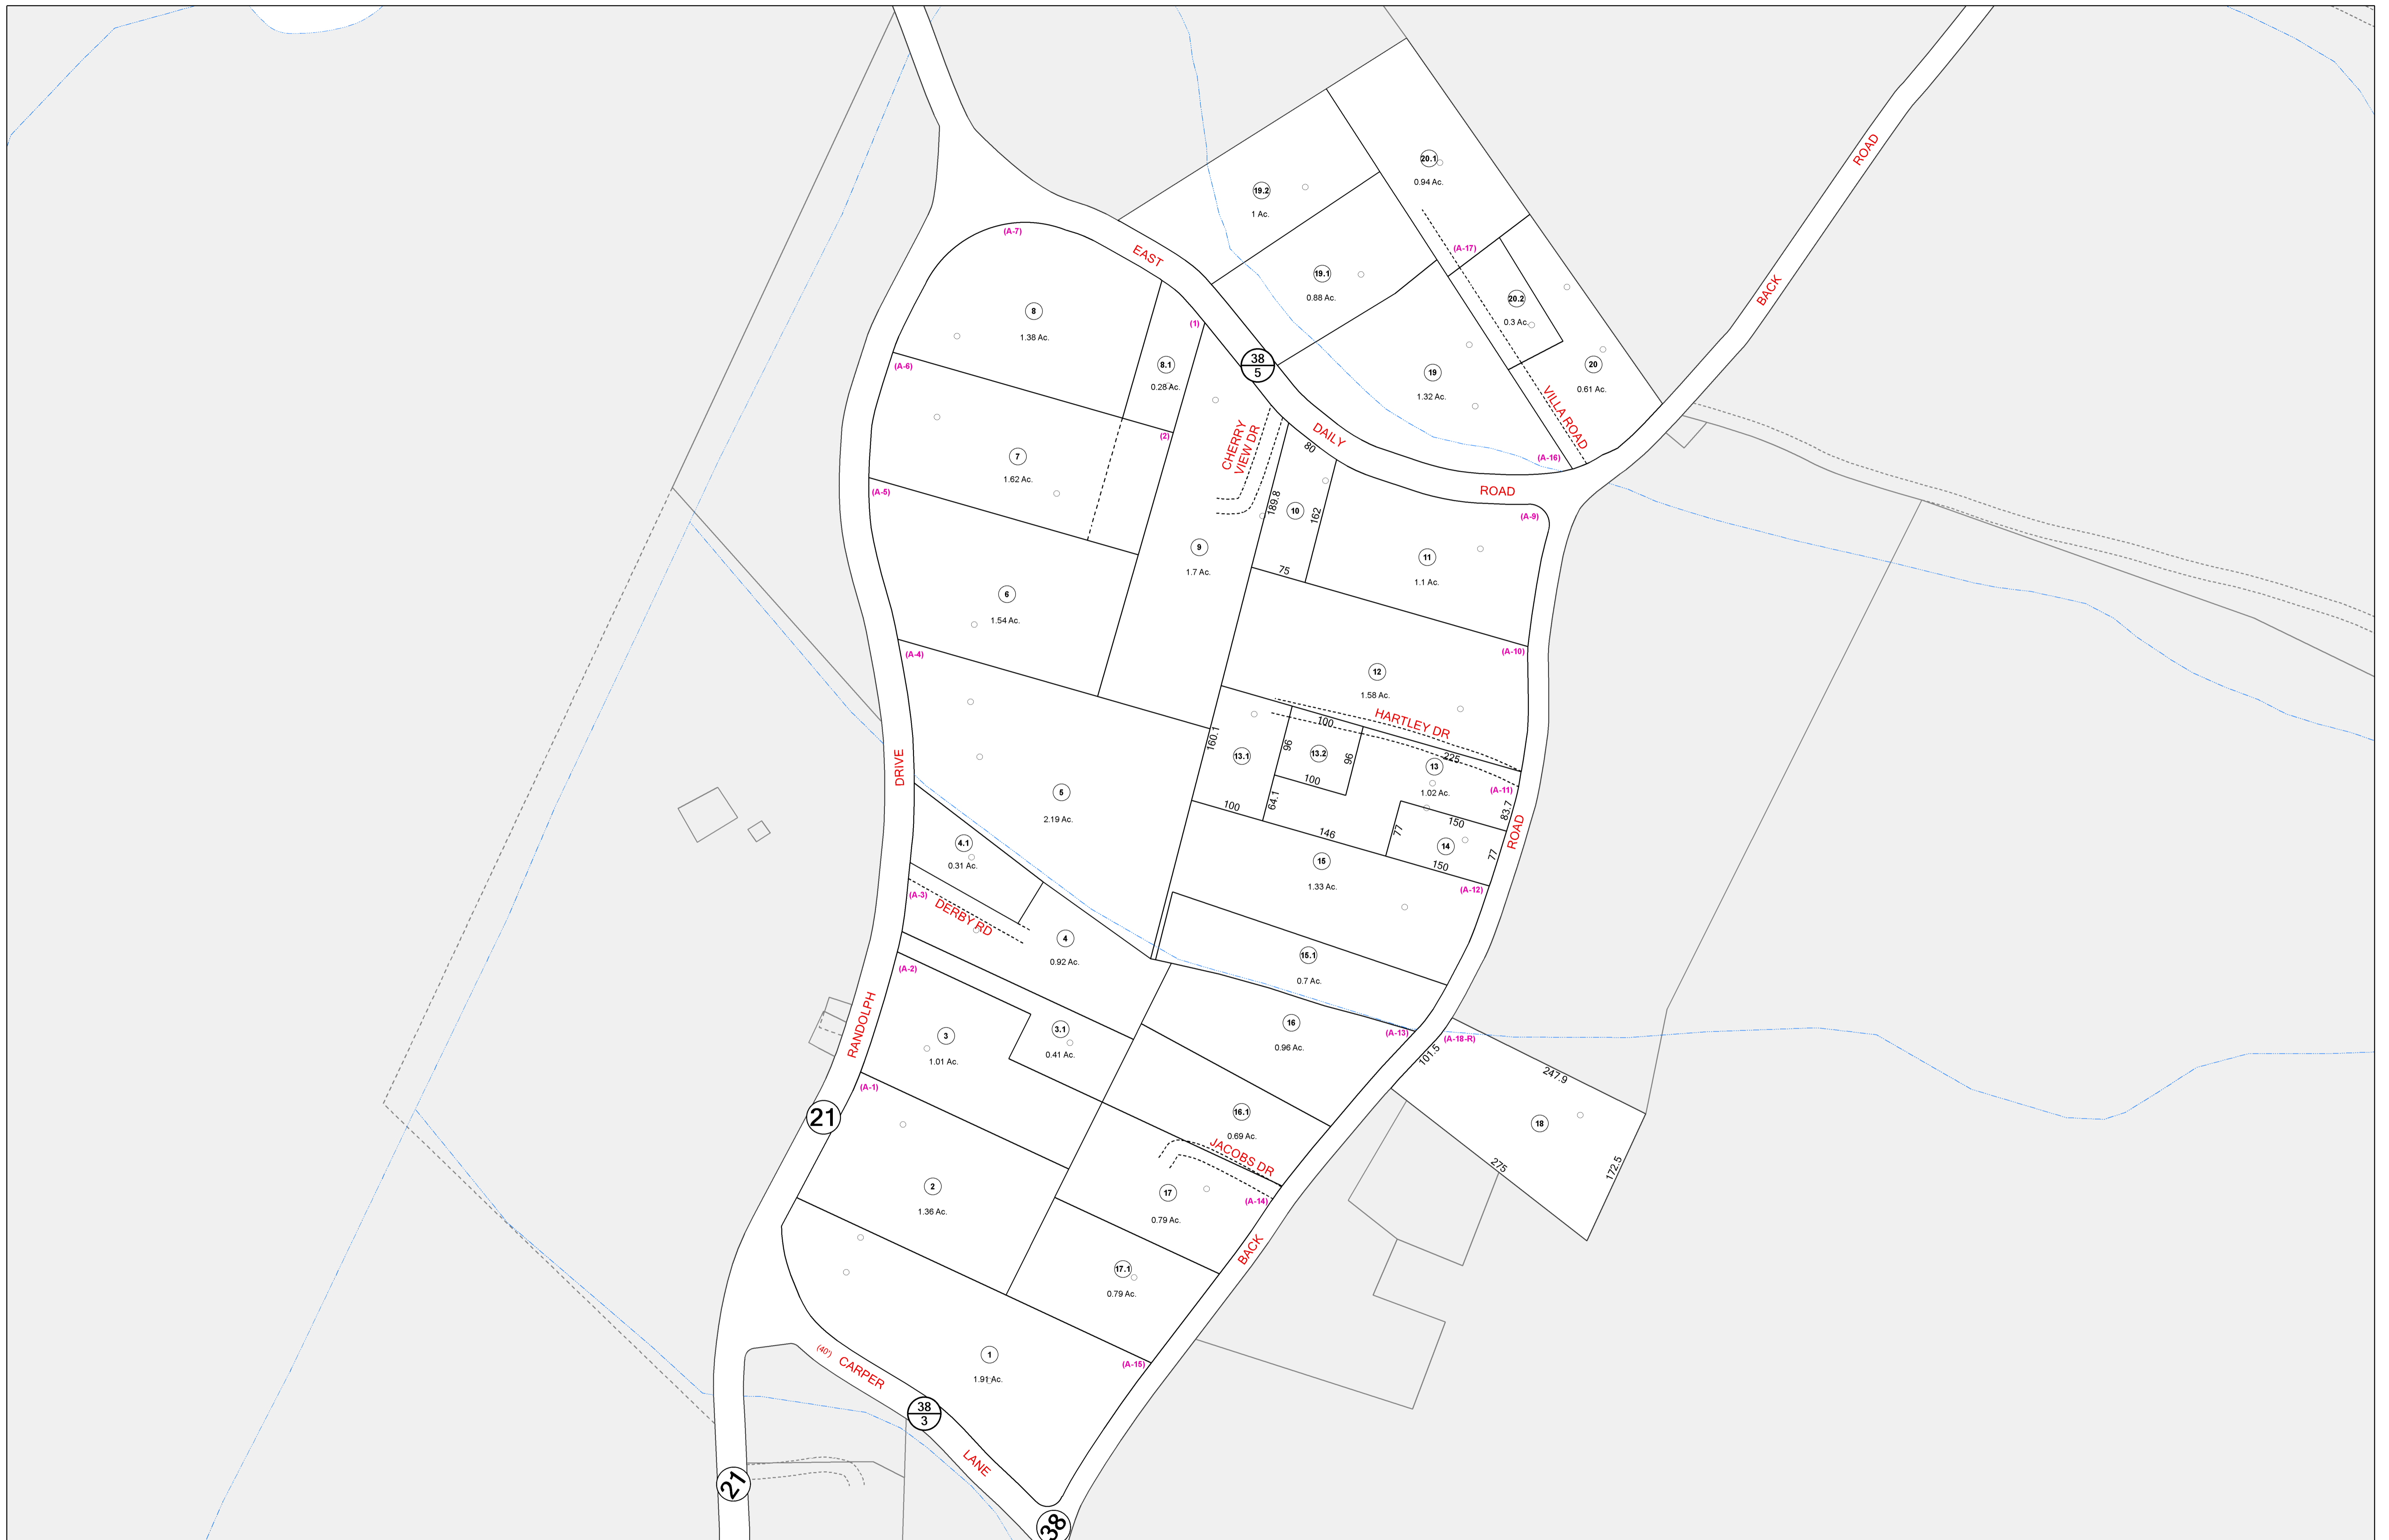 20.1
0.94 Ac.
19.2
1 Ac.
(A-7)
EAST
(A-17)
19.1
0.88 Ac.
20.2
0.3 Ac.
8
1.38 Ac.
(1)
38
5
8.1
0.28 Ac.
(A-6)
19
1.32 Ac.
20
0.61 Ac.
VILLA ROAD
ROAD
BACK
(2)
CHERRY
VIEW DR
DAILY
80
7
1.62 Ac.
(A-16)
(A-5)
ROAD
189.8
10
162
(A-9)
9
1.7 Ac.
11
1.1 Ac.
75
6
1.54 Ac.
(A-4)
(A-10)
12
1.58 Ac.
HARTLEY DR
100
160.1
13.1
96
13.2
96
225
13
1.02 Ac.
(A-11)
DRIVE
5
2.19 Ac.
100
100
64.1
83.7
150
146
77
14
77
ROAD
150
4.1
0.31 Ac.
15
1.33 Ac.
(A-12)
(A-3)
DERBY RD
4
0.92 Ac.
15.1
0.7 Ac.
(A-2)
RANDOLPH
3
1.01 Ac.
3.1
0.41 Ac.
16
0.96 Ac.
(A-13)
(A-18-R)
101.5
247.9
(A-1)
21
16.1
0.69 Ac.
18
JACOBS DR
275
172.5
2
1.36 Ac.
17
0.79 Ac.
(A-14)
BACK
17.1
0.79 Ac.
1
1.91 Ac.
(A-15)
(40')
CARPER
38
3
LANE
21
38